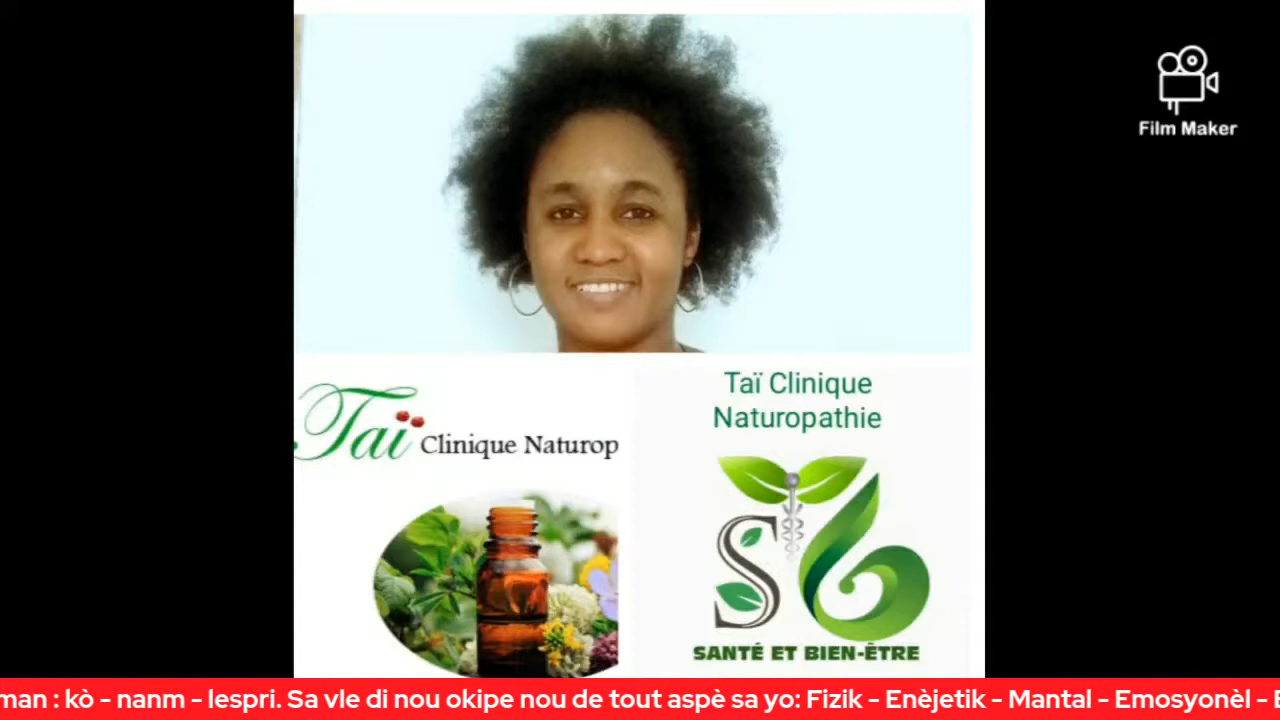 Film Maker
Taï Clinique Naturop
Taï Clinique
Naturopathie
S
SANTÉ ET BIEN-ÊTRE
man : kò - nanm - lespri. Sa vle di nou okipe nou de tout aspè sa yo: Fizik - Enèjetik - Mantal - Emosyonèl -